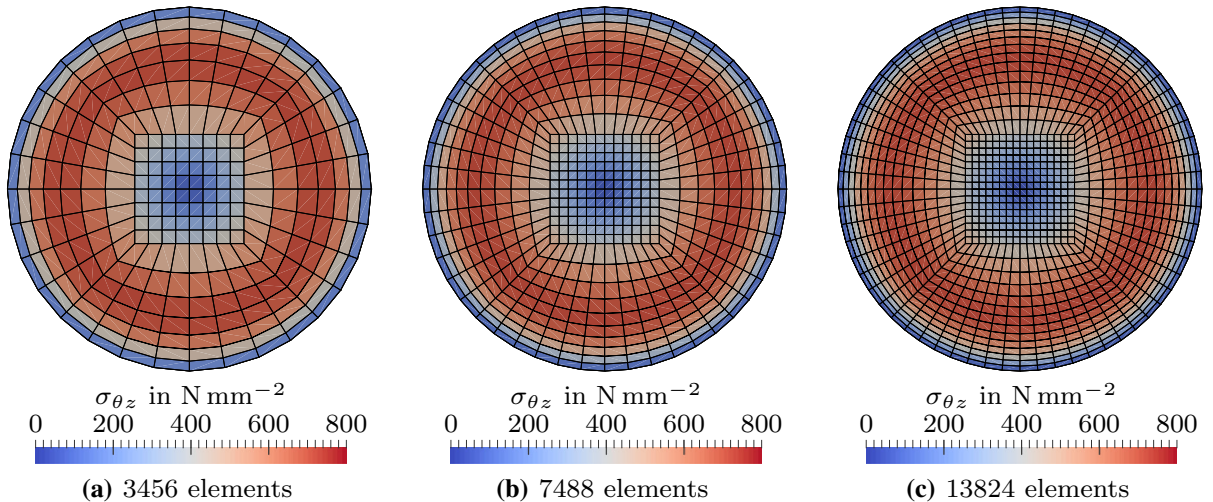 σθz in N mm−2 σθz in N mm−2 σθz in N mm−2
0 200 400 600 800 0 200 400 600 800 0 200 400 600 800
(a) 3456 elements (b) 7488 elements (c) 13824 elements